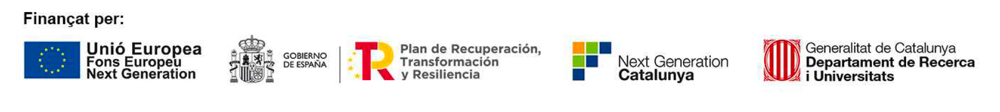 Finançat per:
Unió Europea
Fons Europeu
Next Generation
GOBIERNO
DE ESPAÑA
TR
Plan de Recuperación,
Transformación
y Resiliencia
Next Generation
Catalunya
Generalitat de Catalunya
Departament de Recerca
i Universitats